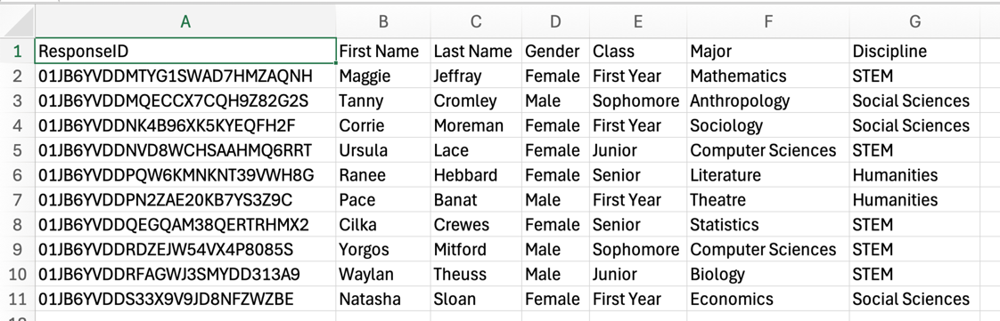 A B C D E F G
1 ResponseID First Name Last Name Gender Class Major Discipline
2 01JB6YVDDMTYG1SWAD7HMZAQNH Maggie Jeffray Female First Year Mathematics STEM
3 01JB6YVDDMQECCX7CQH9Z82G2S Tanny Cromley Male Sophomore Anthropology Social Sciences
4 01JB6YVDDNK4B96XK5KYEQFH2F Corrie Moreman Female First Year Sociology Social Sciences
5 01JB6YVDDNVD8WCHSAAHMQ6RRT Ursula Lace Female Junior Computer Sciences STEM
6 01JB6YVDDPQW6KMNKNT39VWH8G Ranee Hebbard Female Senior Literature Humanities
7 01JB6YVDDPN2ZAE20KB7YS3Z9C Pace Banat Male First Year Theatre Humanities
8 01JB6YVDDQEGQAM38QERTRHMX2 Cilka Crewes Female Senior Statistics STEM
9 01JB6YVDDRDZEJW54VX4P8085S Yorgos Mitford Male Sophomore Computer Sciences STEM
10 01JB6YVDDRFAGWJ3SMYDD313A9 Waylan Theuss Male Junior Biology STEM
11 01JB6YVDDS33X9V9JD8NFZWZBE Natasha Sloan Female First Year Economics Social Sciences